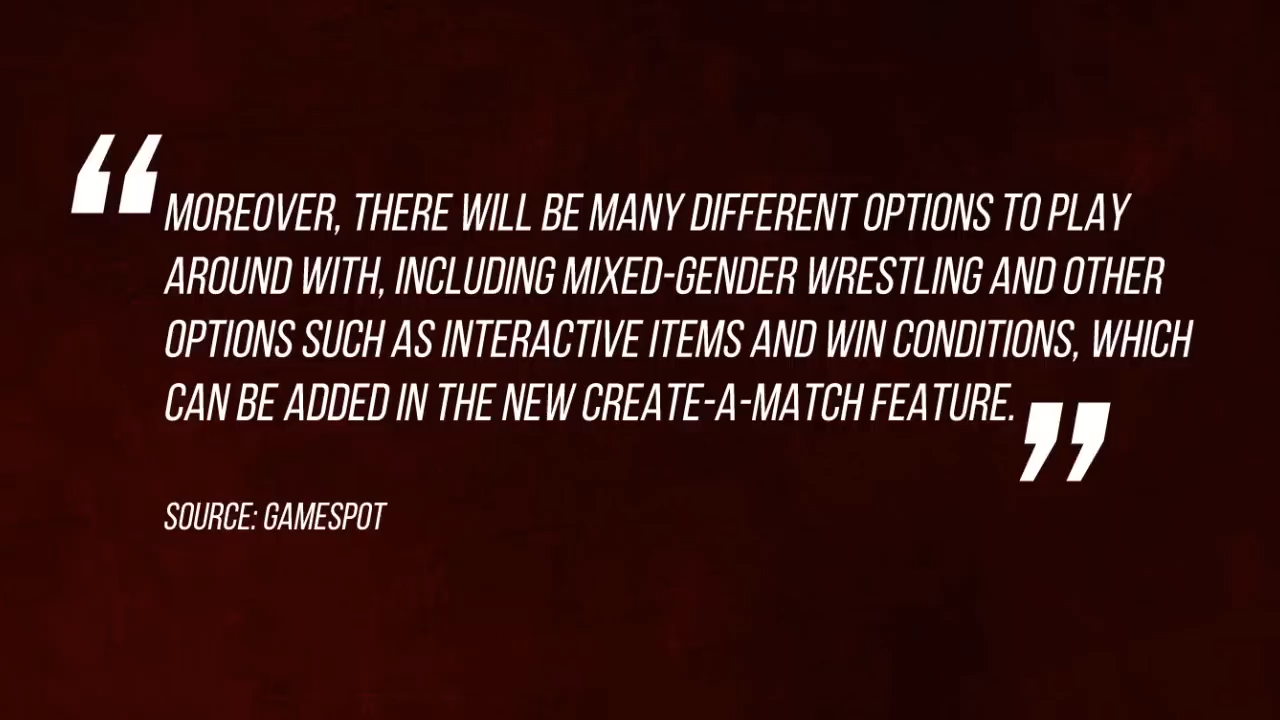 “MOREOVER, THERE WILL BE MANY DIFFERENT OPTIONS TO PLAY
AROUND WITH, INCLUDING MIXED-GENDER WRESTLING AND OTHER
OPTIONS SUCH AS INTERACTIVE ITEMS AND WIN CONDITIONS, WHICH
CAN BE ADDED IN THE NEW CREATE-A-MATCH FEATURE.”
SOURCE: GAMESPOT